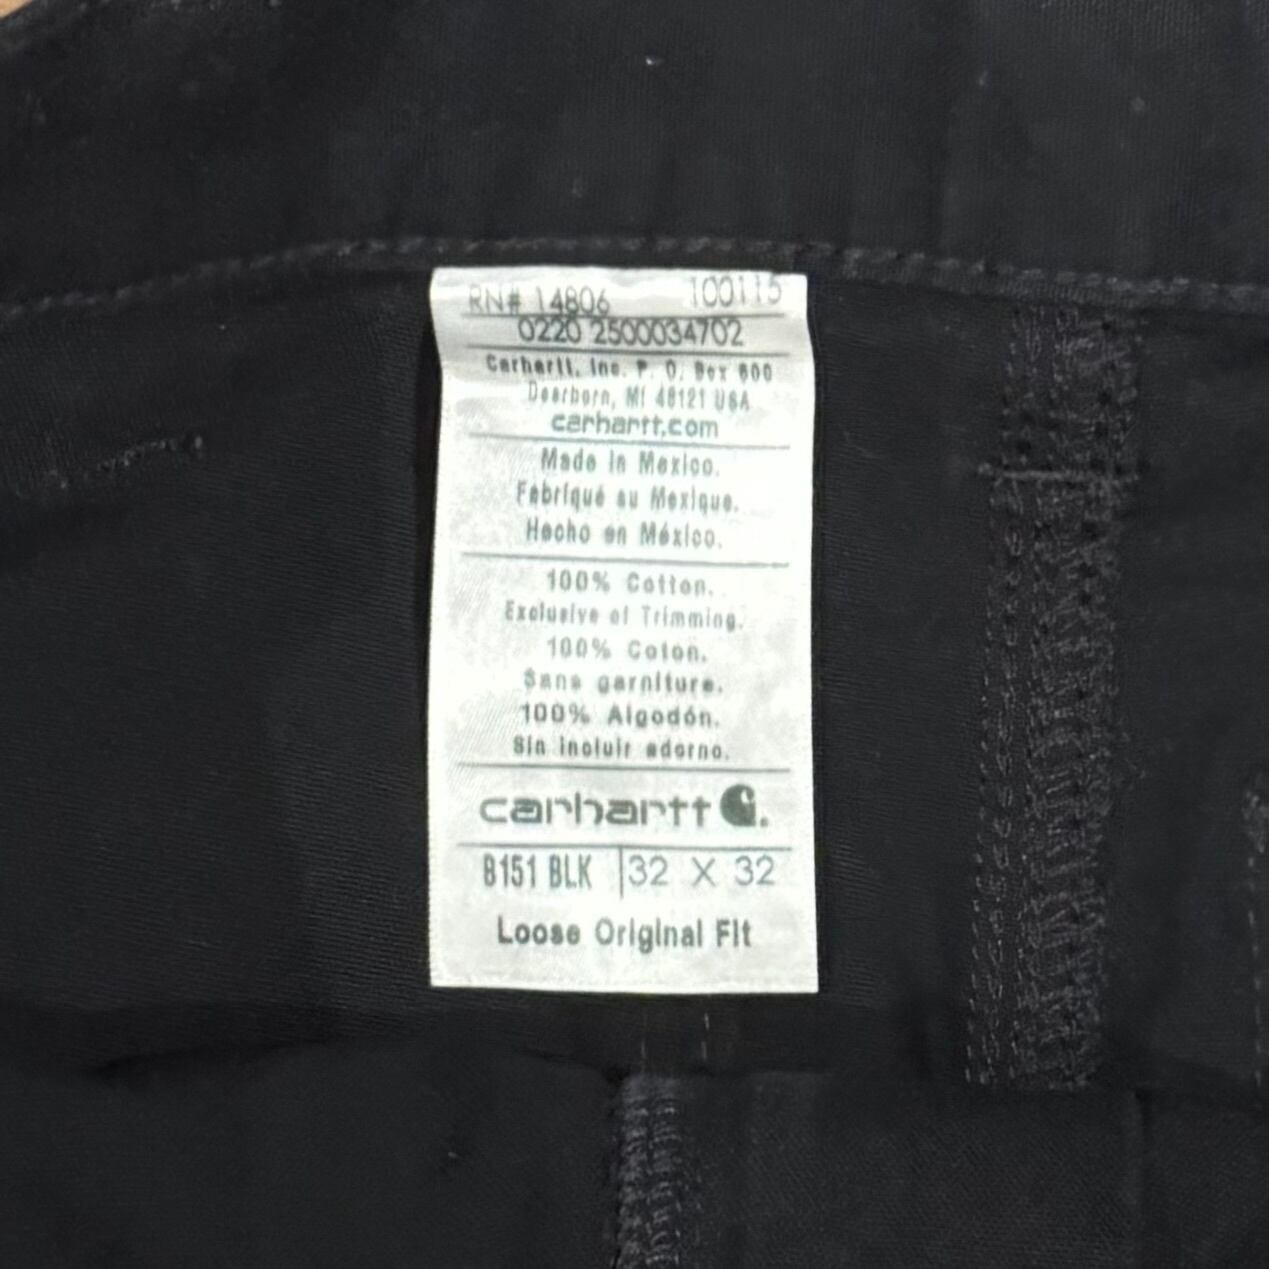 RN# 14806 100115
0220 2500034702
Carhartt, Inc. P. O. Box 600
Dearborn, MI 48121 USA
carhartt.com
Made in Mexico.
Fabriqué au Mexique.
Hecho en México.
100% Cotton.
Exclusive of Trimming.
100% Coton.
Sans garniture.
100% Algodón.
Sin incluir adorno.
carhartt
B151 BLK 32 X 32
Loose Original Fit